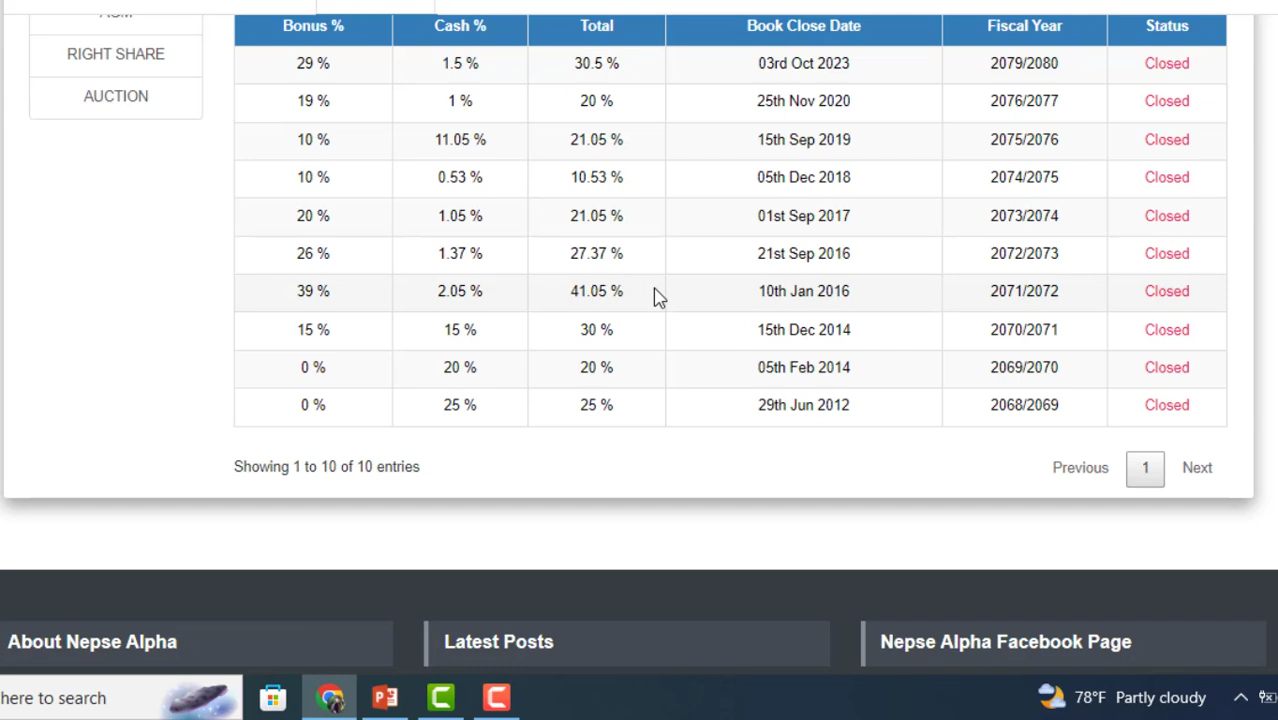 AGM
RIGHT SHARE
AUCTION
Bonus % Cash % Total Book Close Date Fiscal Year Status
29 % 1.5 % 30.5 % 03rd Oct 2023 2079/2080 Closed
19 % 1 % 20 % 25th Nov 2020 2076/2077 Closed
10 % 11.05 % 21.05 % 15th Sep 2019 2075/2076 Closed
10 % 0.53 % 10.53 % 05th Dec 2018 2074/2075 Closed
20 % 1.05 % 21.05 % 01st Sep 2017 2073/2074 Closed
26 % 1.37 % 27.37 % 21st Sep 2016 2072/2073 Closed
39 % 2.05 % 41.05 % 10th Jan 2016 2071/2072 Closed
15 % 15 % 30 % 15th Dec 2014 2070/2071 Closed
0 % 20 % 20 % 05th Feb 2014 2069/2070 Closed
0 % 25 % 25 % 29th Jun 2012 2068/2069 Closed
Showing 1 to 10 of 10 entries Previous 1 Next
About Nepse Alpha Latest Posts Nepse Alpha Facebook Page
here to search 78°F Partly cloudy